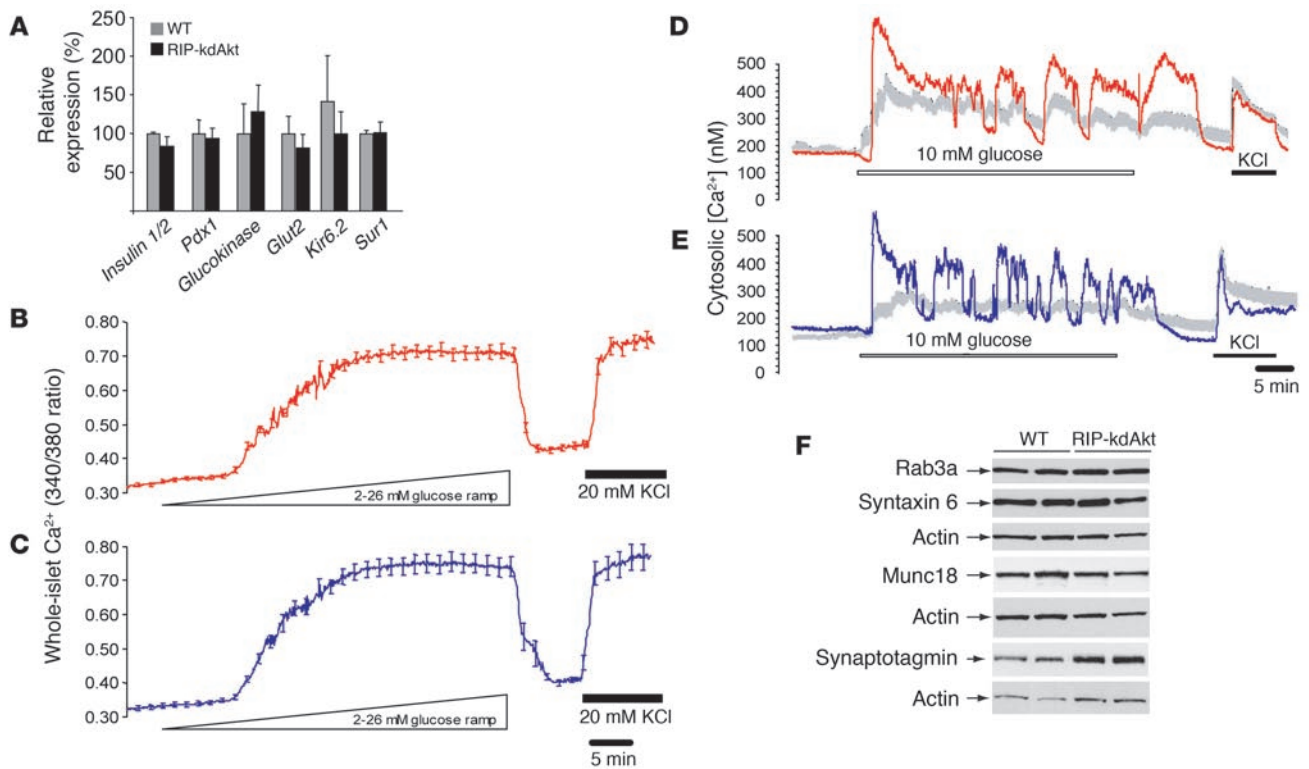 A
Relative
expression (%)
250
200
150
100
50
WT
RIP-kdAkt
Insulin 1/2
Pdx1
Glucokinase
Glut2
Kir6.2
Sur1
Whole-islet Ca²⁺ (340/380 ratio)
B
0.80
0.70
0.50
0.40
0.30
2-26 mM glucose ramp
20 mM KCl
C
0.80
0.70
0.50
0.40
0.30
2-26 mM glucose ramp
20 mM KCl
5 min
Cytosolic [Ca²⁺] (nM)
D
500
400
300
200
100
0
10 mM glucose
KCl
E
500
400
300
200
100
0
10 mM glucose
KCl
5 min
F
WT RIP-kdAkt
Rab3a
Syntaxin 6
Actin
Munc18
Actin
Synaptotagmin
Actin